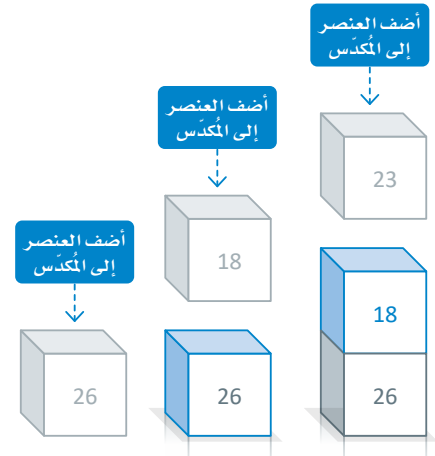 أضف العنصر
إلى المُكدّس
23
18
26
أضف العنصر
إلى المُكدّس
18
26
أضف العنصر
إلى المُكدّس
26